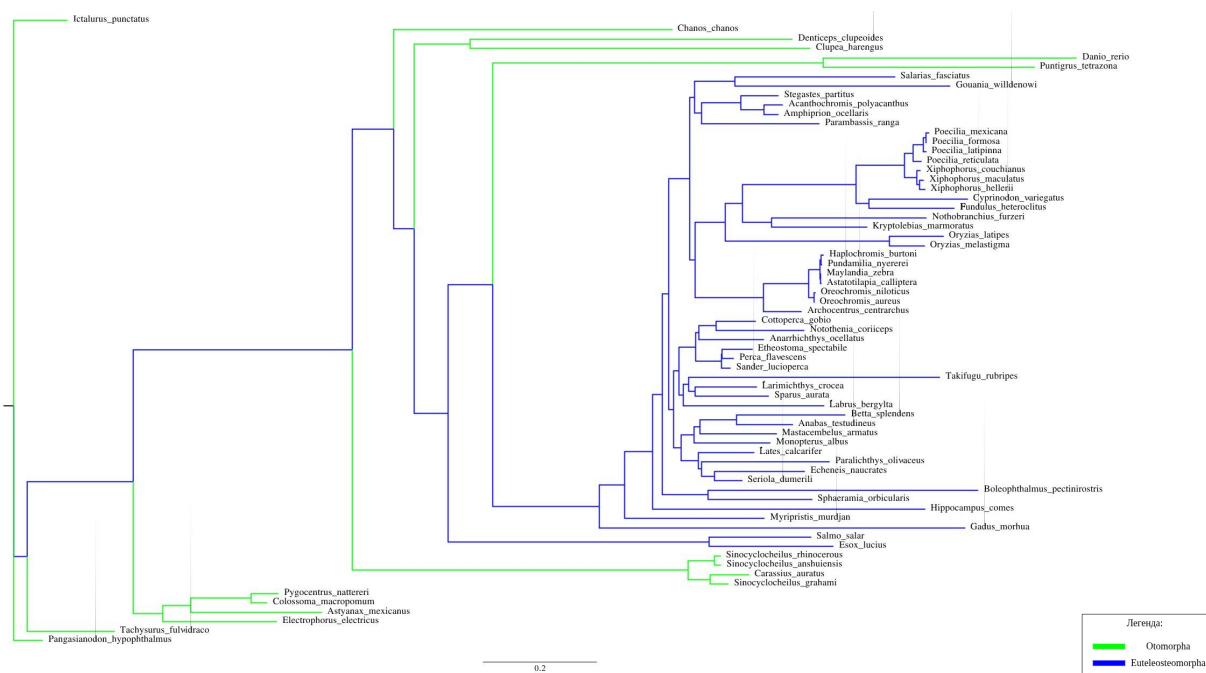 Ictalurus_punctatus
Chanos_chanos
Denticeps_clupeoides
Clupea_harengus
Danio_rerio
Puntigrus_tetrazona
Salarias_fasciatus
Gouania_willdenowi
Stegastes_partitus
Acanthochromis_polyacanthus
Amphiprion_ocellaris
Parambassis_ranga
Poecilia_mexicana
Poecilia_formosa
Poecilia_latipinna
Poecilia_reticulata
Xiphophorus_couchianus
Xiphophorus_maculatus
Xiphophorus_hellerii
Cyprinodon_variegatus
Fundulus_heteroclitus
Nothobranchius_furzeri
Kryptolebias_marmoratus
Oryzias_latipes
Oryzias_melastigma
Haplochromis_burtoni
Pundamilia_nyererei
Maylandia_zebra
Astatotilapia_calliptera
Oreochromis_niloticus
Oreochromis_aureus
Archocentrus_centrarchus
Cottoperca_gobio
Notothenia_coriiceps
Anarrhichthys_ocellatus
Etheostoma_spectabile
Perca_flavescens
Sander_lucioperca
Takifugu_rubripes
Larimichthys_crocea
Sparus_aurata
Labrus_bergylta
Betta_splendens
Anabas_testudineus
Mastacembelus_armatus
Monopterus_albus
Lates_calcarifer
Paralichthys_olivaceus
Echeneis_naucrates
Seriola_dumerili
Boleophthalmus_pectinirostris
Sphaeramia_orbicularis
Hippocampus_comes
Myripristis_murdjan
Gadus_morhua
Salmo_salar
Esox_lucius
Sinocyclocheilus_rhinocerous
Sinocyclocheilus_anshuiensis
Carassius_auratus
Sinocyclocheilus_grahami
Pygocentrus_nattereri
Colossoma_macropomum
Astyanax_mexicanus
Electrophorus_electricus
Tachysurus_fulvidraco
Pangasianodon_hypophthalmus
0.2
Легенда:
Otomorpha
Euteleosteomorpha